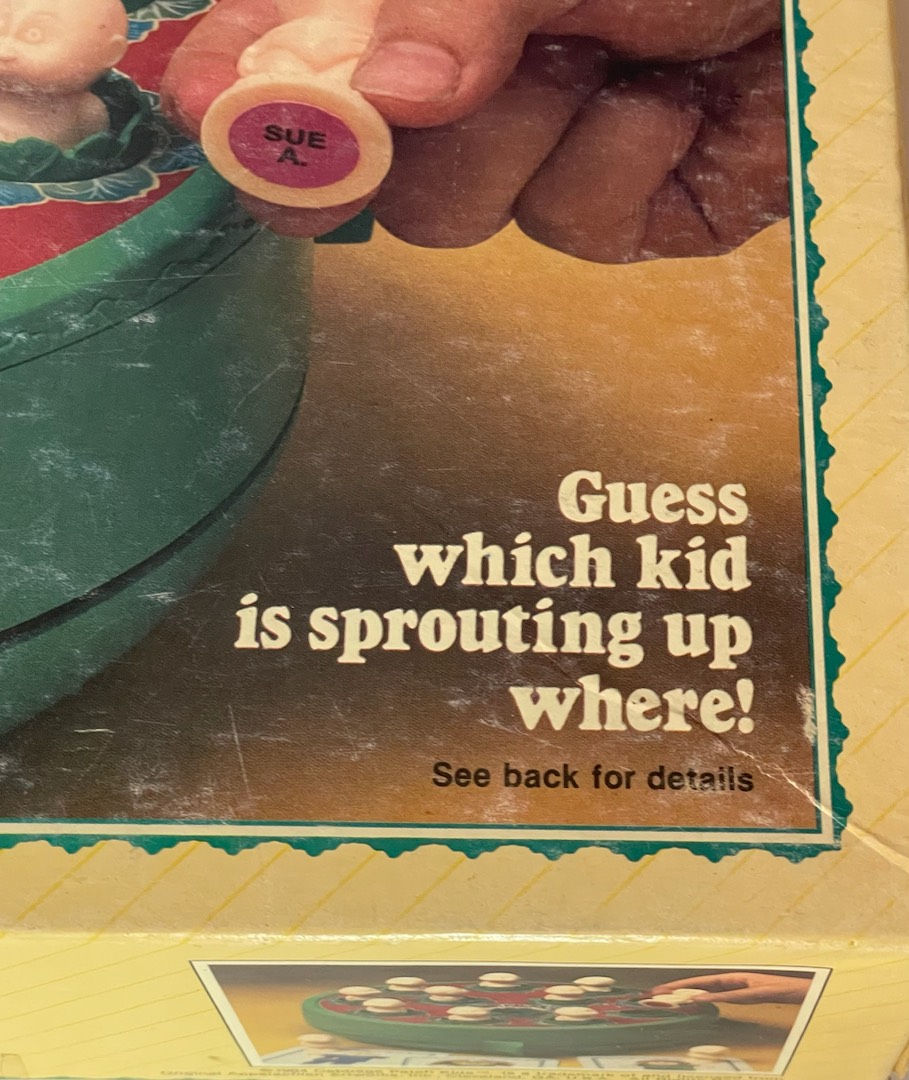 SUE
A.
Guess
which kid
is sprouting up
where!
See back for details